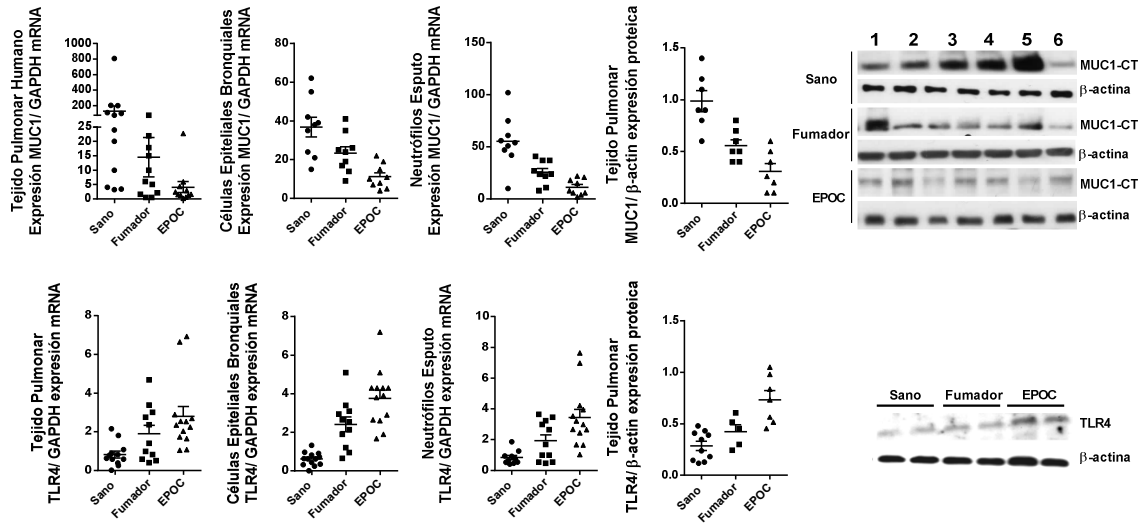 Tejido Pulmonar Humano
Expresión MUC1/ GAPDH mRNA
1000
800
600
400
200
25
20
15
10
5
0
Sano
Fumador
EPOC
Células Epiteliales Bronquiales
Expresión MUC1/ GAPDH mRNA
80
60
40
20
0
Sano
Fumador
EPOC
Neutrófilos Esputo
Expresión MUC1/ GAPDH mRNA
150
100
50
0
Sano
Fumador
EPOC
Tejido Pulmonar
MUC1/ β-actin expresión proteica
1.5
1.0
0.5
0.0
Sano
Fumador
EPOC
1 2 3 4 5 6
Sano
MUC1-CT
β-actina
Fumador
MUC1-CT
β-actina
EPOC
MUC1-CT
β-actina
Tejido Pulmonar
TLR4/ GAPDH expresión mRNA
8
6
4
2
0
Sano
Fumador
EPOC
Células Epiteliales Bronquiales
TLR4/ GAPDH expresión mRNA
8
6
4
2
0
Sano
Fumador
EPOC
Neutrófilos Esputo
TLR4/ GAPDH expresión mRNA
10
8
6
4
2
0
Sano
Fumador
EPOC
Tejido Pulmonar
TLR4/ β-actin expresión proteica
1.5
1.0
0.5
0.0
Sano
Fumador
EPOC
Sano Fumador EPOC
TLR4
β-actina